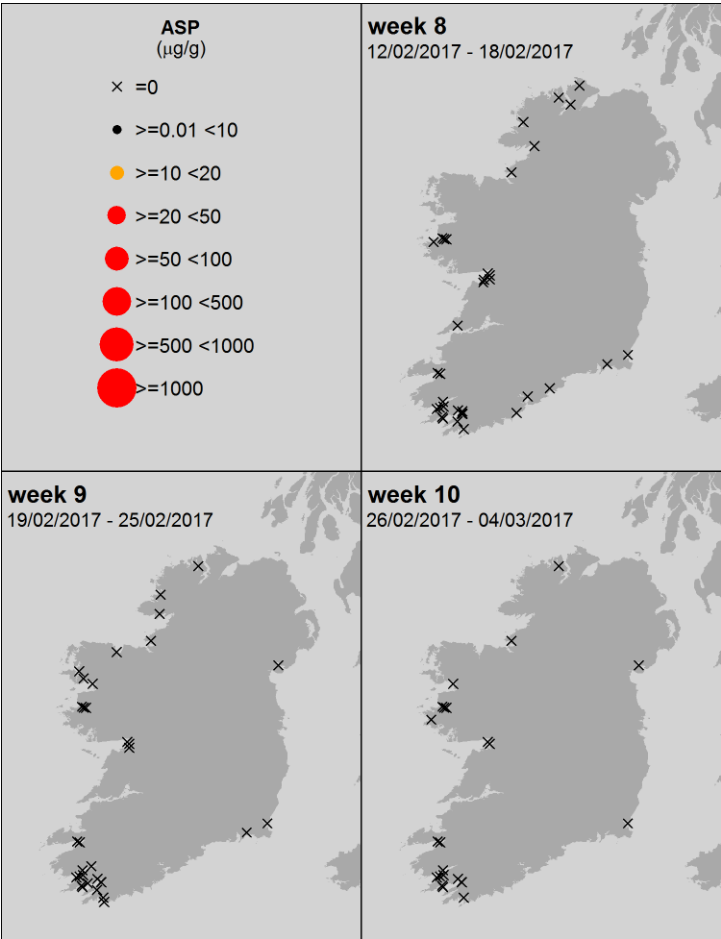 ASP
(µg/g)
=0
>=0.01 <10
>=10 <20
>=20 <50
>=50 <100
>=100 <500
>=500 <1000
>=1000
week 8
12/02/2017 - 18/02/2017
week 9
19/02/2017 - 25/02/2017
week 10
26/02/2017 - 04/03/2017